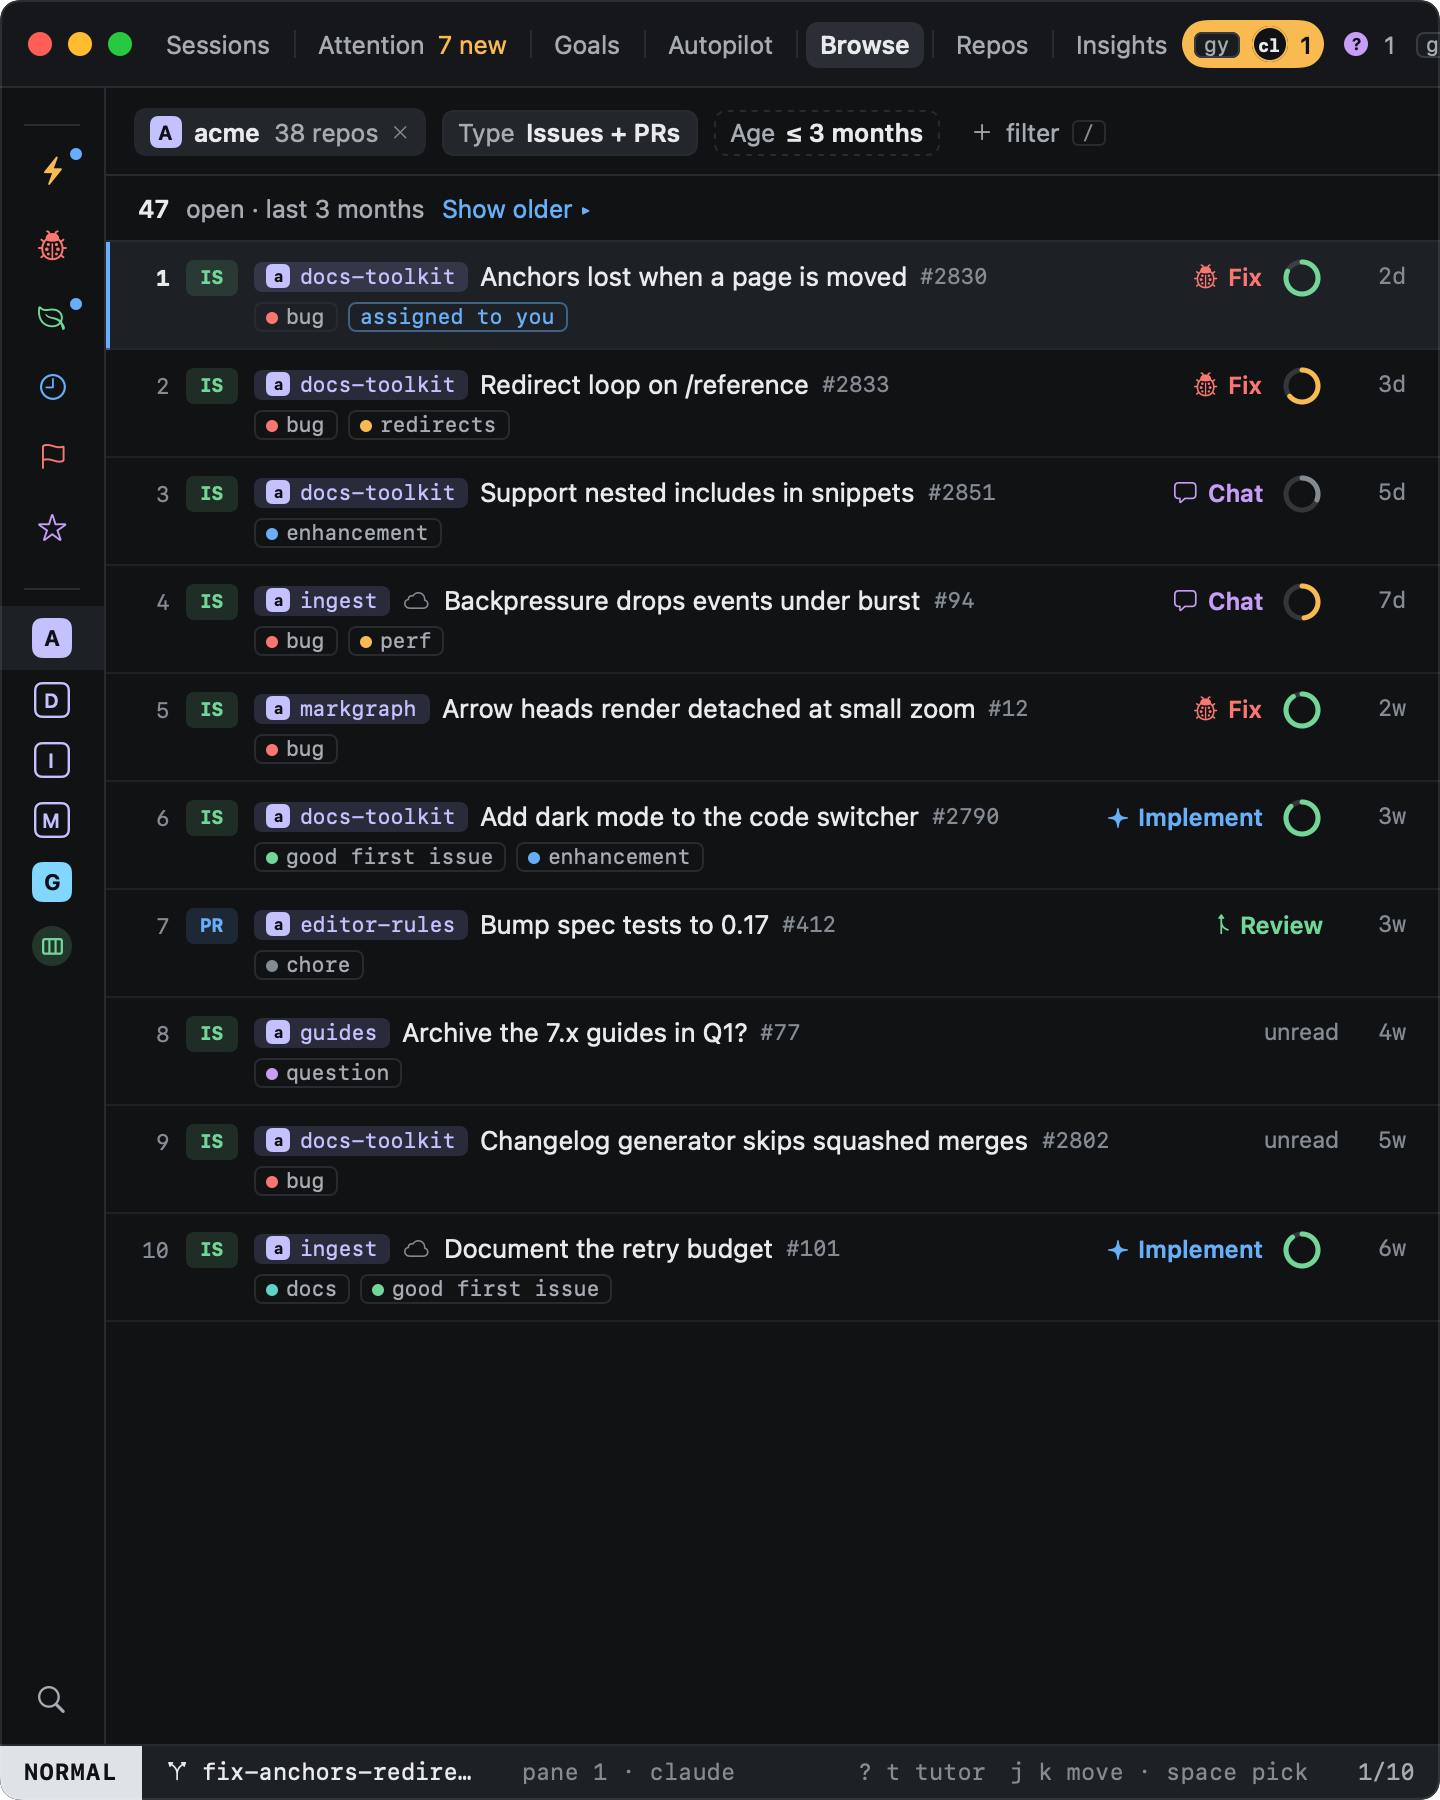 Sessions Attention 7 new Goals Autopilot Browse Repos Insights gy cl 1 ? 1
A acme 38 repos × Type Issues + PRs Age ≤ 3 months + filter /
47 open · last 3 months Show older ▸
1 IS a docs-toolkit Anchors lost when a page is moved #2830 Fix 2d
bug assigned to you
2 IS a docs-toolkit Redirect loop on /reference #2833 Fix 3d
bug redirects
3 IS a docs-toolkit Support nested includes in snippets #2851 Chat 5d
enhancement
4 IS a ingest Backpressure drops events under burst #94 Chat 7d
bug perf
A
5 IS a markgraph Arrow heads render detached at small zoom #12 Fix 2w
D
bug
I
6 IS a docs-toolkit Add dark mode to the code switcher #2790 Implement 3w
M
good first issue enhancement
G
7 PR a editor-rules Bump spec tests to 0.17 #412 Review 3w
chore
8 IS a guides Archive the 7.x guides in Q1? #77 unread 4w
question
9 IS a docs-toolkit Changelog generator skips squashed merges #2802 unread 5w
bug
10 IS a ingest Document the retry budget #101 Implement 6w
docs good first issue
NORMAL fix-anchors-redire… pane 1 · claude ? t tutor j k move · space pick 1/10